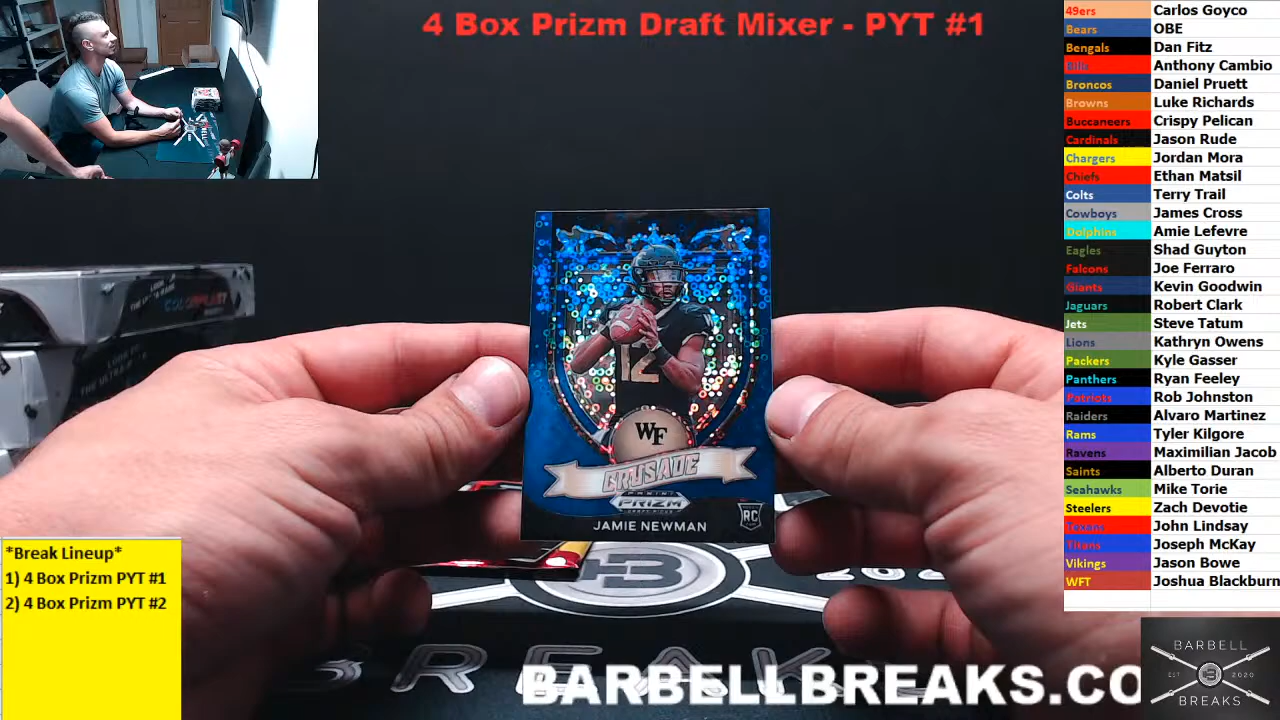 4 Box Prizm Draft Mixer - PYT #1
49ers Carlos Goyco
Bears OBE
Bengals Dan Fitz
Bills Anthony Cambio
Broncos Daniel Pruett
Browns Luke Richards
Buccaneers Crispy Pelican
Cardinals Jason Rude
Chargers Jordan Mora
Chiefs Ethan Matsil
Colts Terry Trail
Cowboys James Cross
Dolphins Amie Lefevre
Eagles Shad Guyton
Falcons Joe Ferraro
Giants Kevin Goodwin
Jaguars Robert Clark
Jets Steve Tatum
Lions Kathryn Owens
Packers Kyle Gasser
Panthers Ryan Feeley
Patriots Rob Johnston
Raiders Alvaro Martinez
Rams Tyler Kilgore
Ravens Maximilian Jacob
Saints Alberto Duran
Seahawks Mike Torie
Steelers Zach Devotie
Texans John Lindsay
Titans Joseph McKay
Vikings Jason Bowe
WFT Joshua Blackburn
12
WF
CRUSADE
PANINI
PRIZM
JAMIE NEWMAN
RC
*Break Lineup*
1) 4 Box Prizm PYT #1
2) 4 Box Prizm PYT #2
BREAK
BARBELLBREAKS.CO
BARBELL
EST 2020
BREAKS